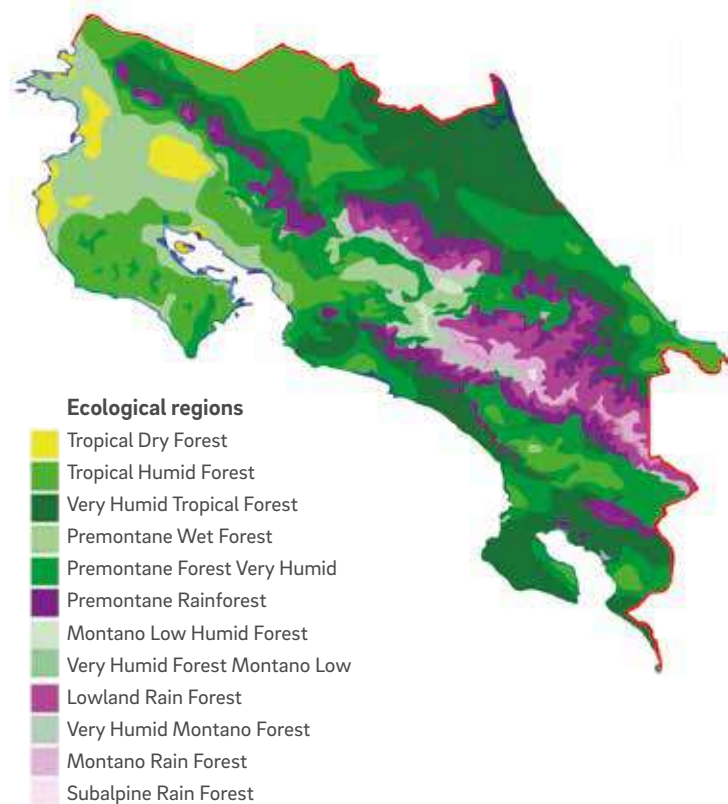 Ecological regions
Tropical Dry Forest
Tropical Humid Forest
Very Humid Tropical Forest
Premontane Wet Forest
Premontane Forest Very Humid
Premontane Rainforest
Montano Low Humid Forest
Very Humid Forest Montano Low
Lowland Rain Forest
Very Humid Montano Forest
Montano Rain Forest
Subalpine Rain Forest